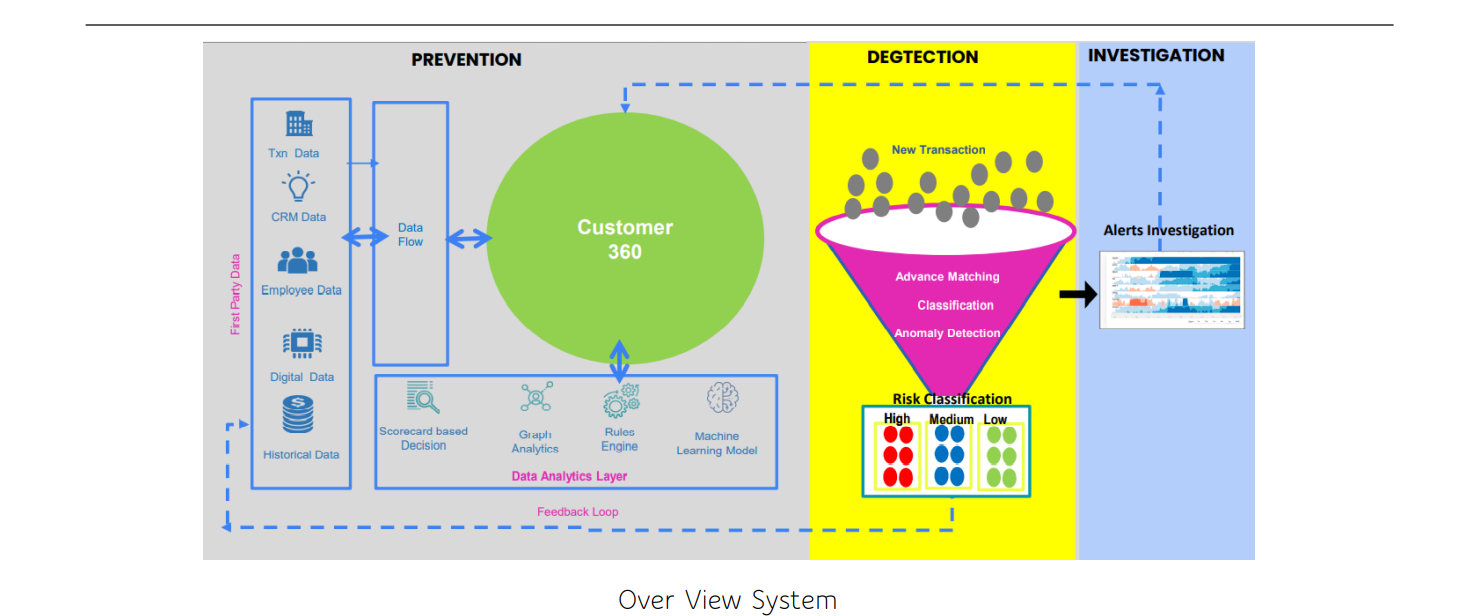 PREVENTION
DEGTECTION
INVESTIGATION
First Party Data
Txn Data
CRM Data
Employee Data
Digital Data
Historical Data
Data
Flow
Customer
360
Scorecard based
Decision
Graph
Analytics
Rules
Engine
Machine
Learning Model
Data Analytics Layer
Feedback Loop
New Transaction
Advance Matching
Classification
Anomaly Detection
Risk Classification
High Medium Low
Alerts Investigation
Over View System